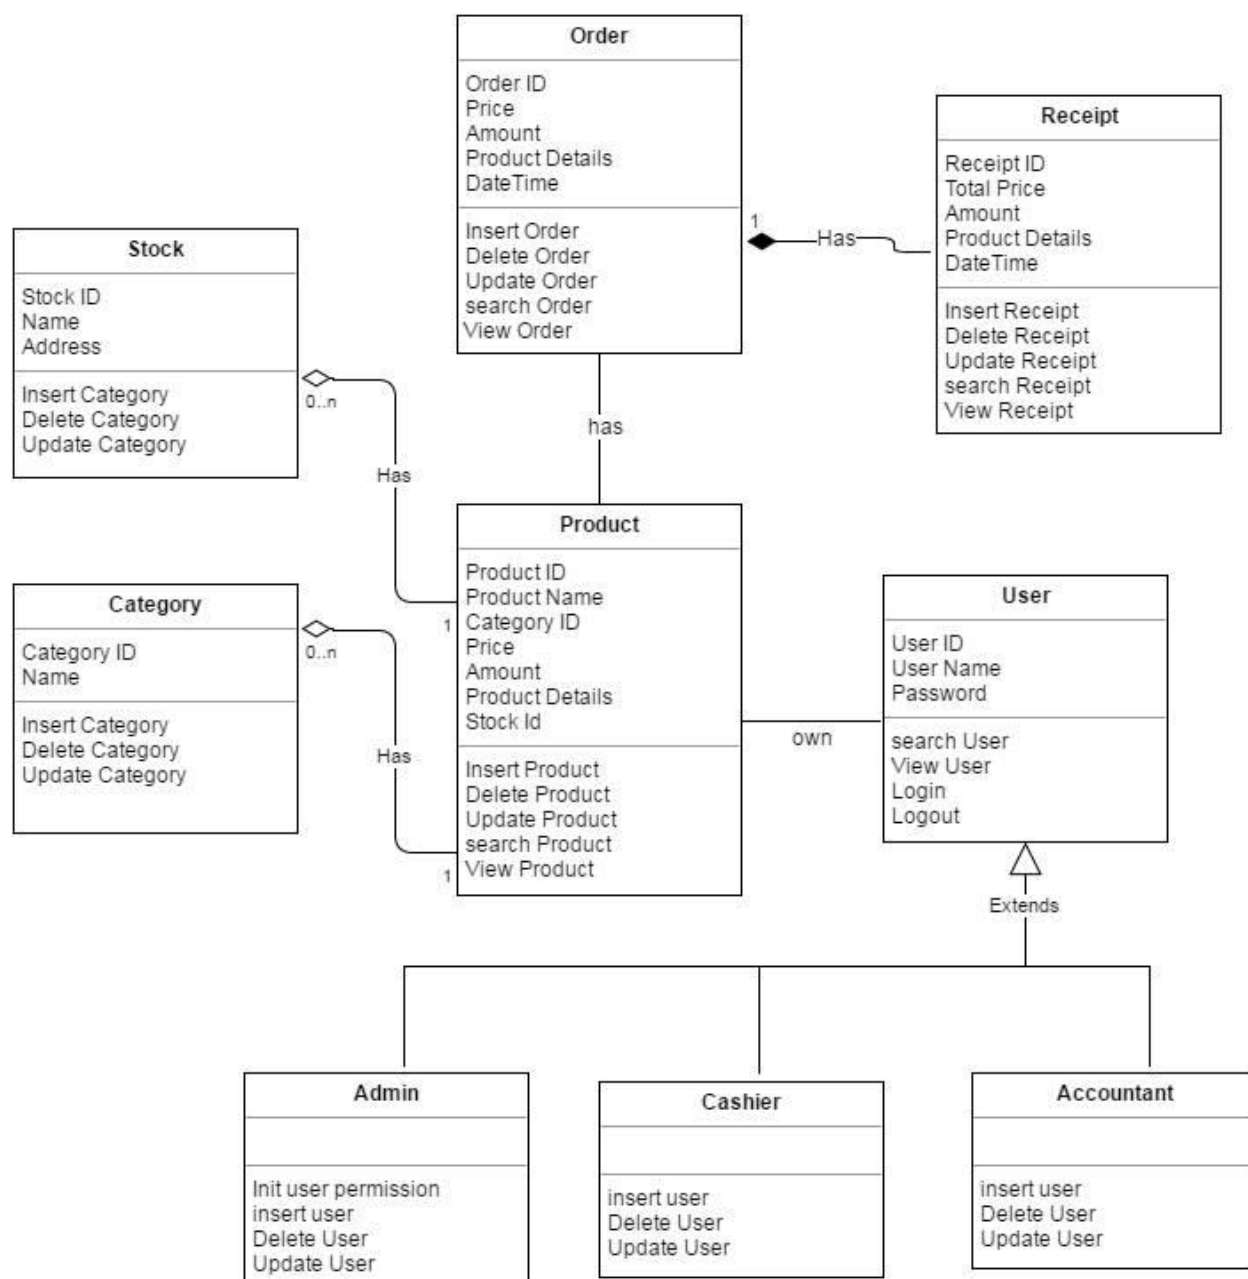 Order
Order ID
Price
Amount
Product Details
DateTime
Insert Order
Delete Order
Update Order
search Order
View Order
1
Has
Receipt
Receipt ID
Total Price
Amount
Product Details
DateTime
Insert Receipt
Delete Receipt
Update Receipt
search Receipt
View Receipt
Stock
Stock ID
Name
Address
Insert Category
Delete Category
Update Category
0..n
Has
1
has
Category
Category ID
Name
Insert Category
Delete Category
Update Category
0..n
Has
1
Product
Product ID
Product Name
Category ID
Price
Amount
Product Details
Stock Id
Insert Product
Delete Product
Update Product
search Product
View Product
own
User
User ID
User Name
Password
search User
View User
Login
Logout
Extends
Admin
Init user permission
insert user
Delete User
Update User
Cashier
insert user
Delete User
Update User
Accountant
insert user
Delete User
Update User